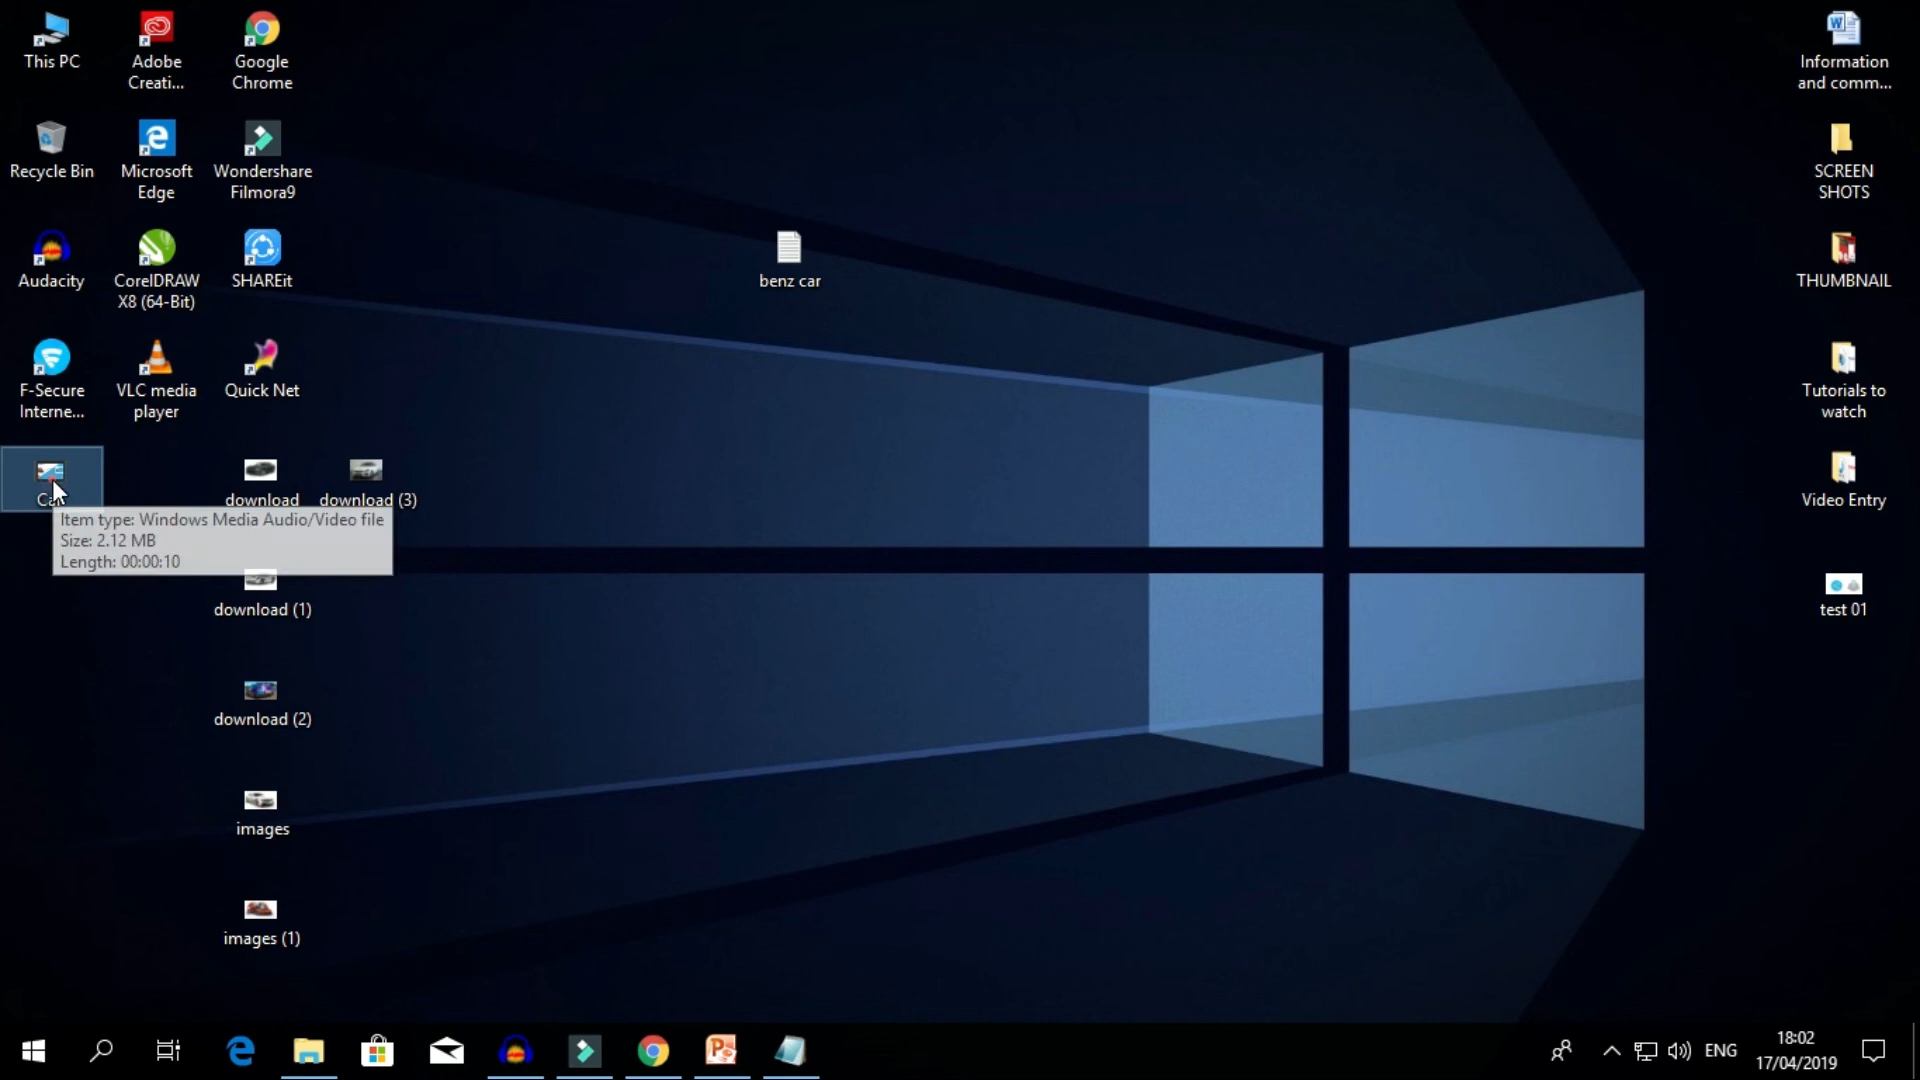 This PC
Adobe
Creati...
Google
Chrome
Recycle Bin
Microsoft
Edge
Wondershare
Filmora9
Audacity
CorelDRAW
X8 (64-Bit)
SHAREit
F-Secure
Interne...
VLC media
player
Quick Net
download
download (3)
Item type: Windows Media Audio/Video file
Size: 2.12 MB
Length: 00:00:10
download (1)
download (2)
images
images (1)
benz car
Information
and comm...
SCREEN
SHOTS
THUMBNAIL
Tutorials to
watch
Video Entry
test 01
ENG
18:02
17/04/2019